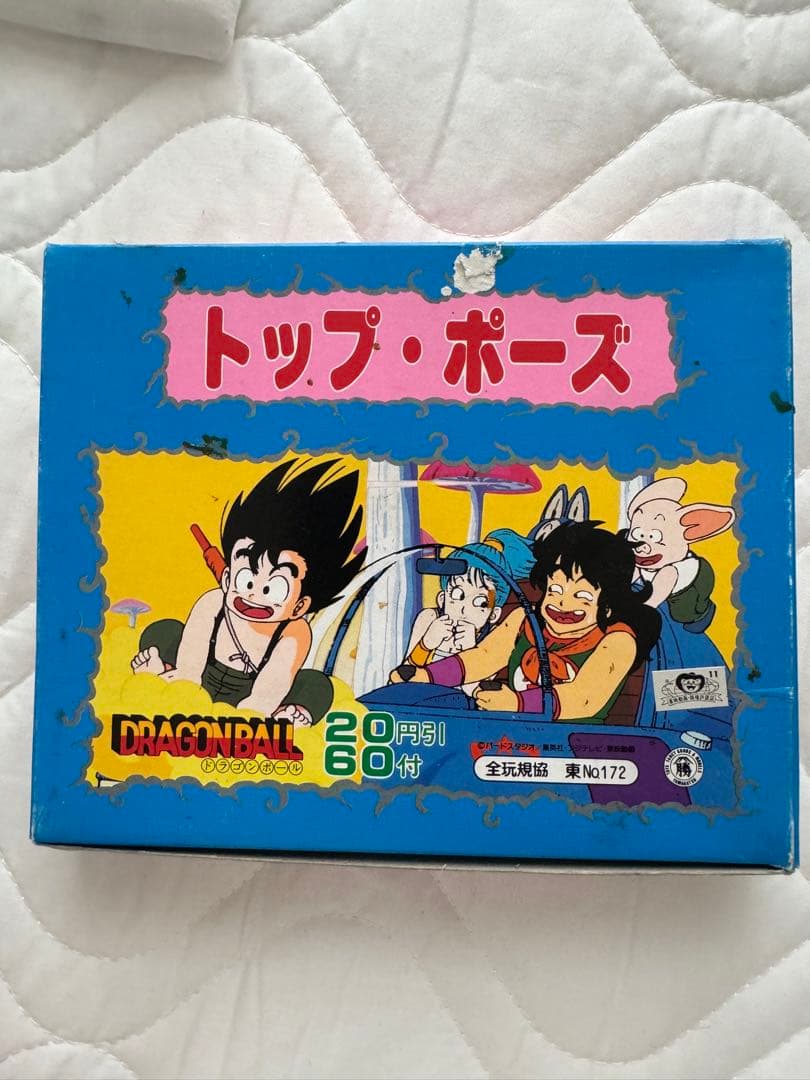 トップ・ポーズ
DRAGONBALL
ドラゴンボール
20円引
60付
©バードスタジオ／集英社・フジテレビ・東映動画
全玩規協 東No.172
11
勝